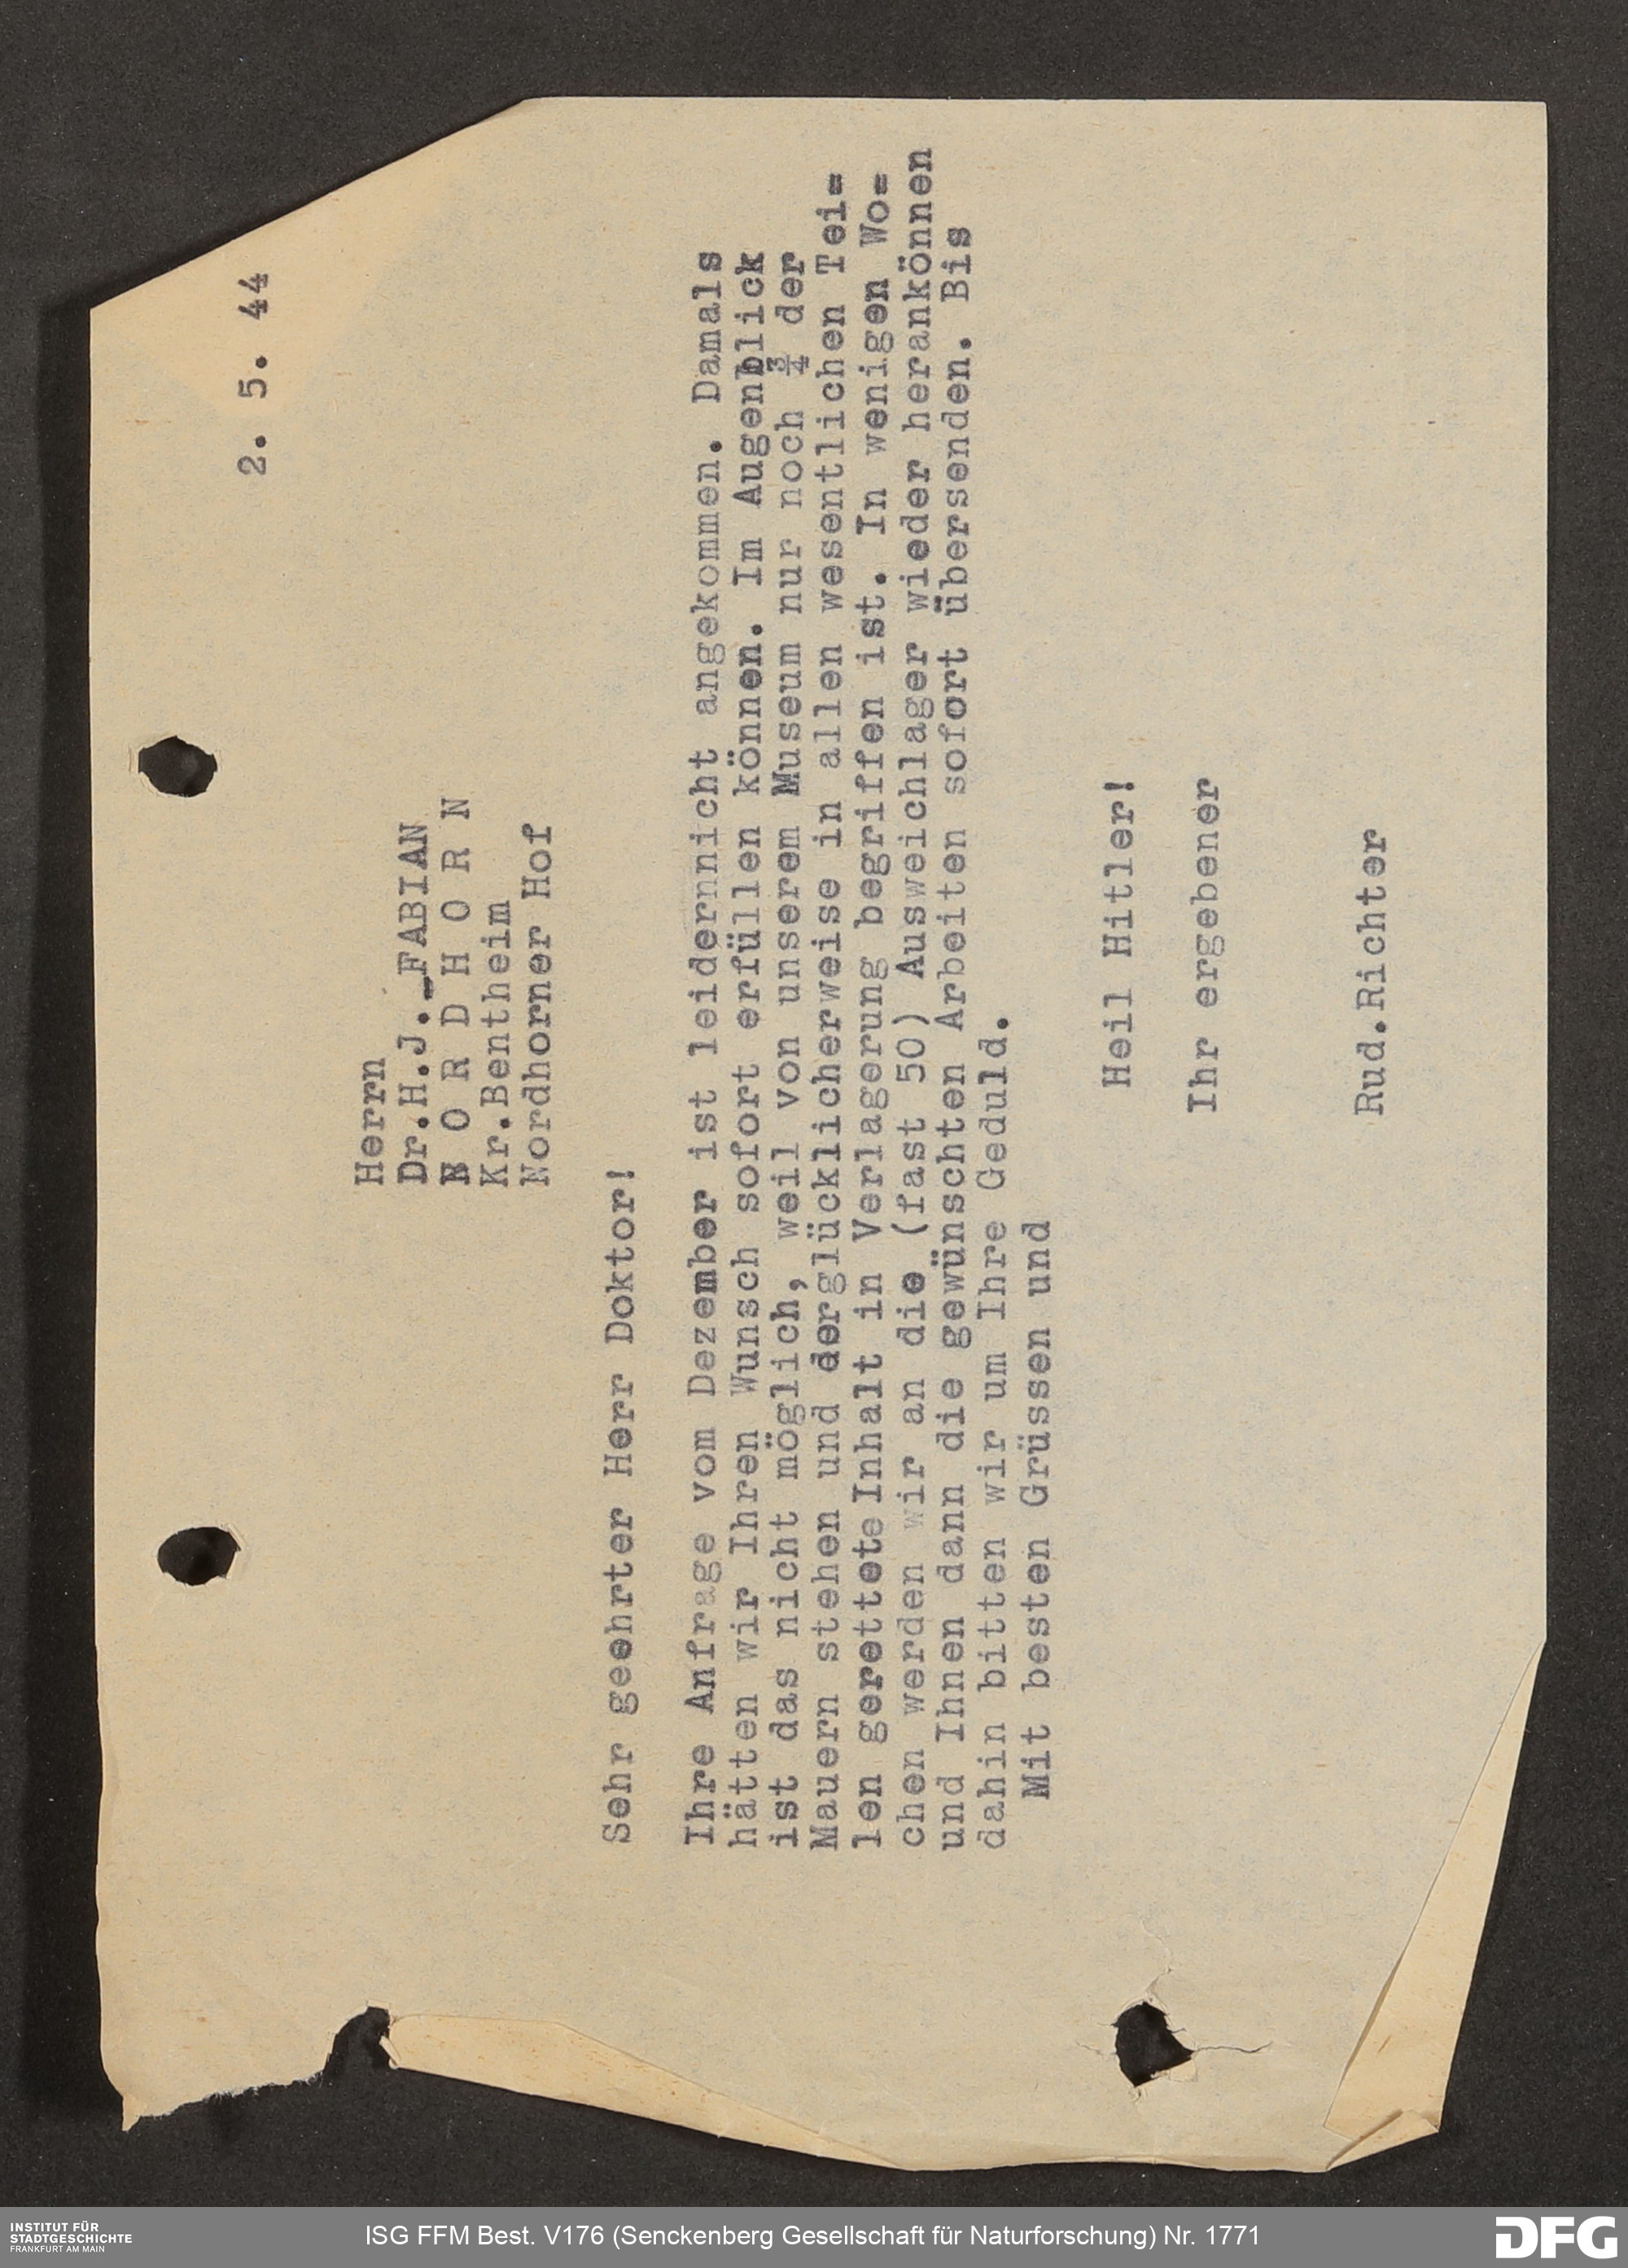 2. 5. 44
Herrn
Dr.H.J. FABIAN
N O R D H O R N
Kr.Bentheim
Nordhorner Hof
Sehr geehrter Herr Doktor!
Ihre Anfrage vom Dezember ist leidernnicht angekommen. Damals
hätten wir Ihren Wunsch sofort erfüllen können. Im Augenblick
ist das nicht möglich, weil von unserem Museum nur noch ¾ der
Mauern stehen und derglücklicherweise in allen wesentlichen Tei=
len gerettete Inhalt in Verlagerung begriffen ist. In wenigen Wo=
chen werden wir an die (fast 50) Ausweichlager wieder herankönnen
und Ihnen dann die gewünschten Arbeiten sofort übersenden. Bis
dahin bitten wir um Ihre Geduld.
Mit besten Grüssen und
Heil Hitler!
Ihr ergebener
Rud.Richter
INSTITUT FÜR
STADTGESCHICHTE
FRANKFURT AM MAIN
ISG FFM Best. V176 (Senckenberg Gesellschaft für Naturforschung) Nr. 1771
DFG